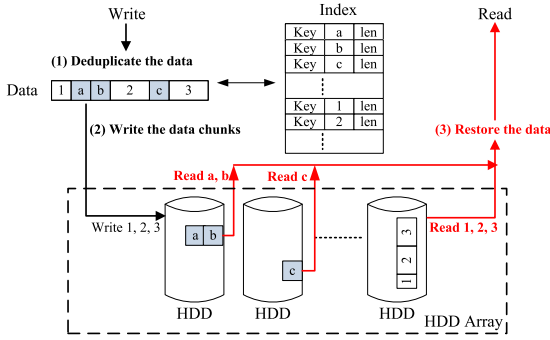 Write
Index
Read
(1) Deduplicate the data
Key a len
Key b len
Key c len
Data 1 a b 2 c 3
Key 1 len
Key 2 len
(2) Write the data chunks
(3) Restore the data
Read a, b
Read c
Write 1, 2, 3
a b
c
3
2
1
Read 1, 2, 3
HDD
HDD
HDD
HDD Array